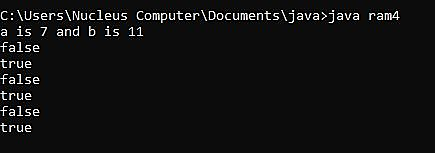 C:\Users\Nucleus Computer\Documents\java>java ram4
a is 7 and b is 11
false
true
false
true
false
true